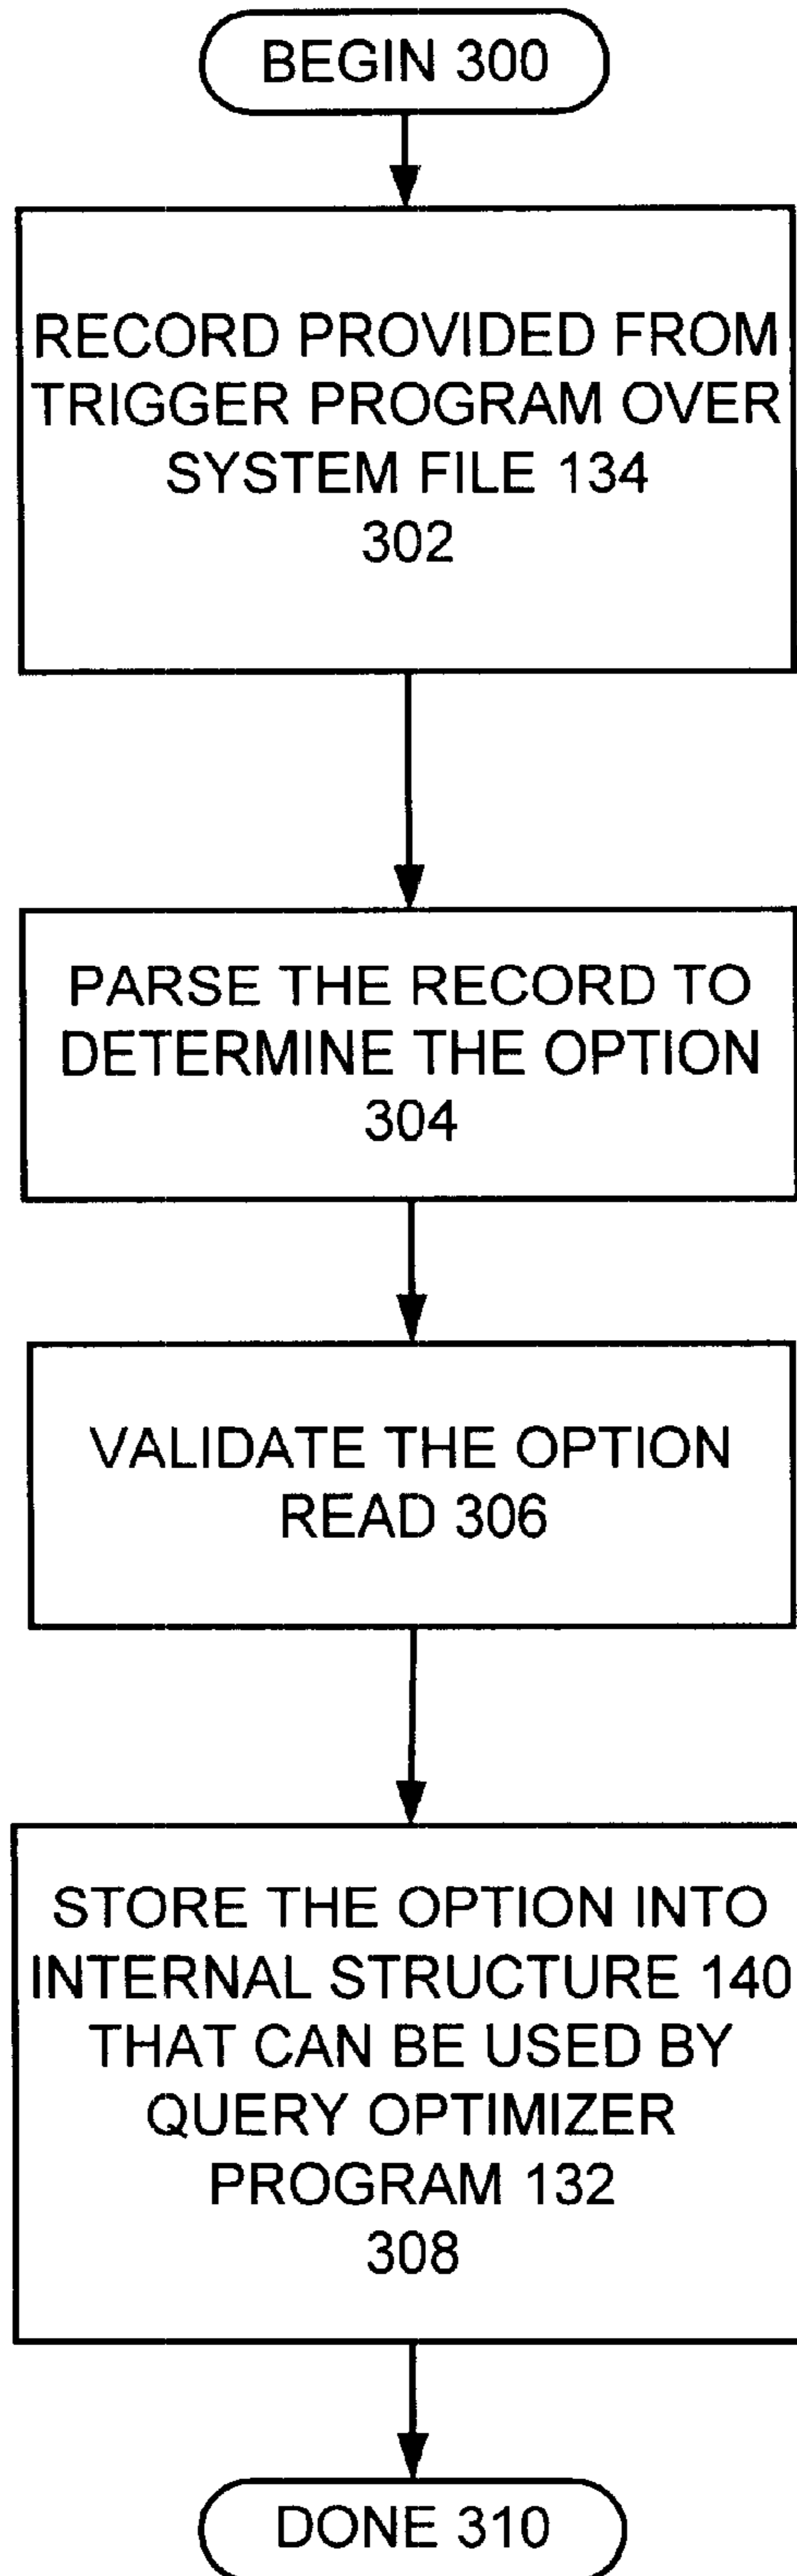 BEGIN 300
RECORD PROVIDED FROM
TRIGGER PROGRAM OVER
SYSTEM FILE 134
302
PARSE THE RECORD TO
DETERMINE THE OPTION
304
VALIDATE THE OPTION
READ 306
STORE THE OPTION INTO
INTERNAL STRUCTURE 140
THAT CAN BE USED BY
QUERY OPTIMIZER
PROGRAM 132
308
DONE 310